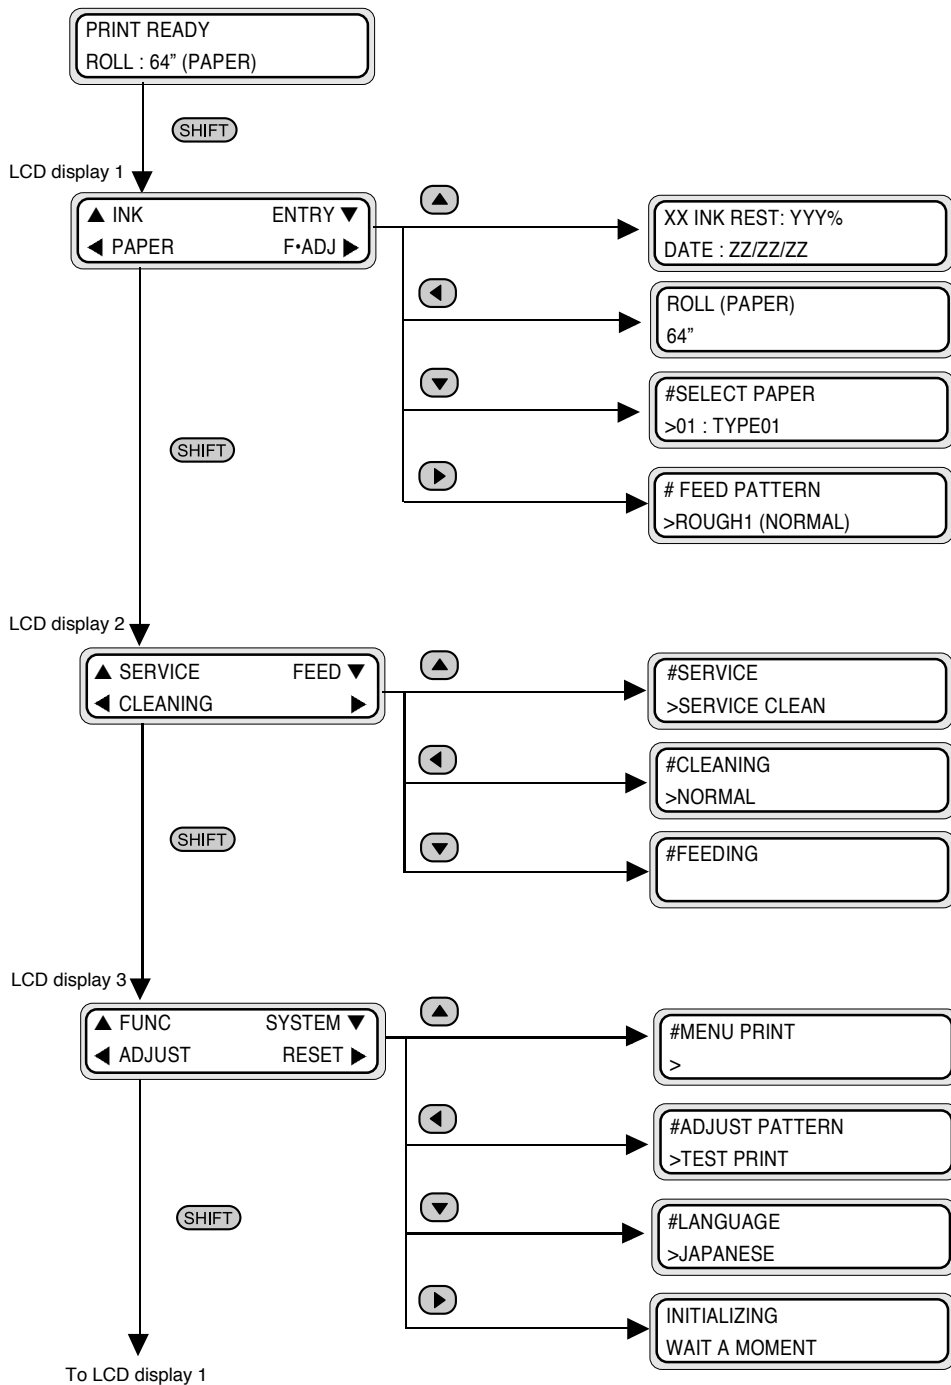 PRINT READY
ROLL : 64” (PAPER)
SHIFT
LCD display 1
▲ INK ENTRY ▼
◀ PAPER F•ADJ ▶
XX INK REST: YYY%
DATE : ZZ/ZZ/ZZ
ROLL (PAPER)
64”
#SELECT PAPER
>01 : TYPE01
# FEED PATTERN
>ROUGH1 (NORMAL)
SHIFT
LCD display 2
▲ SERVICE FEED ▼
◀ CLEANING ▶
#SERVICE
>SERVICE CLEAN
#CLEANING
>NORMAL
#FEEDING
SHIFT
LCD display 3
▲ FUNC SYSTEM ▼
◀ ADJUST RESET ▶
#MENU PRINT
>
#ADJUST PATTERN
>TEST PRINT
#LANGUAGE
>JAPANESE
INITIALIZING
WAIT A MOMENT
SHIFT
To LCD display 1